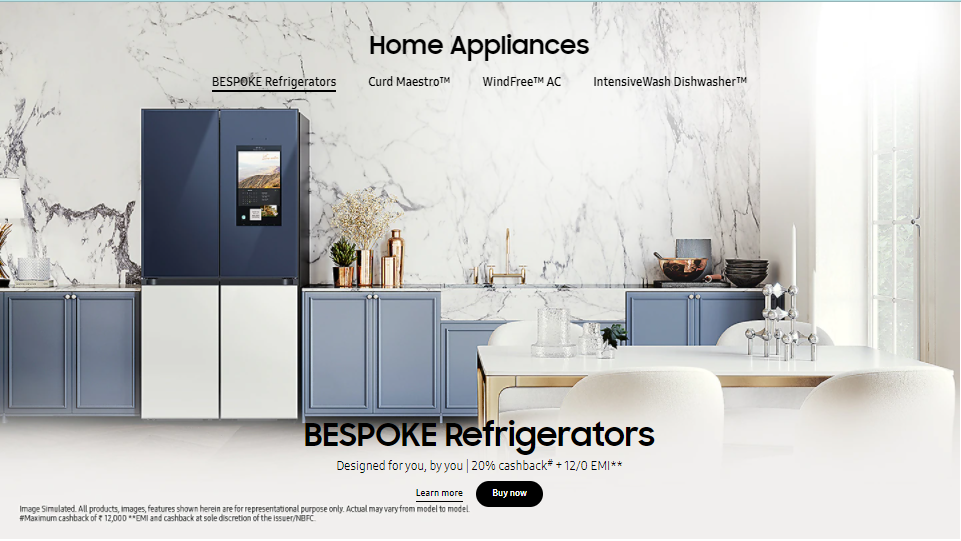 Home Appliances
BESPOKE Refrigerators Curd Maestro™ WindFree™ AC IntensiveWash Dishwasher™
BESPOKE Refrigerators
Designed for you, by you | 20% cashback# + 12/0 EMI**
Learn more Buy now
Image Simulated. All products, images, features shown herein are for representational purpose only. Actual may vary from model to model.
#Maximum cashback of ₹ 12,000 **EMI and cashback at sole discretion of the issuer/NBFC.